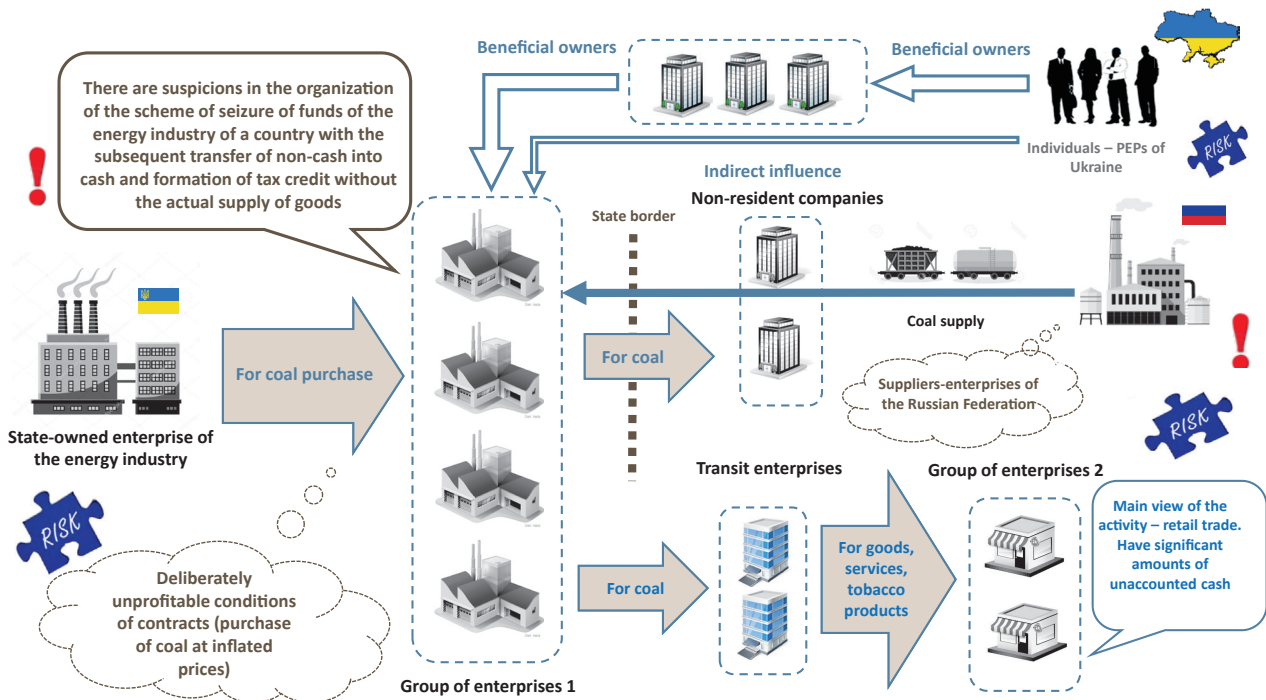 Beneficial owners
Beneficial owners
There are suspicions in the organization
of the scheme of seizure of funds of the
energy industry of a country with the
subsequent transfer of non-cash into
cash and formation of tax credit without
the actual supply of goods
Individuals – PEPs of
Ukraine
RISK
Indirect influence
Non-resident companies
State border
For coal purchase
For coal
Coal supply
Suppliers-enterprises of
the Russian Federation
RISK
State-owned enterprise of
the energy industry
RISK
Deliberately
unprofitable conditions
of contracts (purchase
of coal at inflated
prices)
Group of enterprises 1
For coal
Transit enterprises
For goods,
services,
tobacco
products
Group of enterprises 2
Main view of the
activity – retail trade.
Have significant
amounts of
unaccounted cash